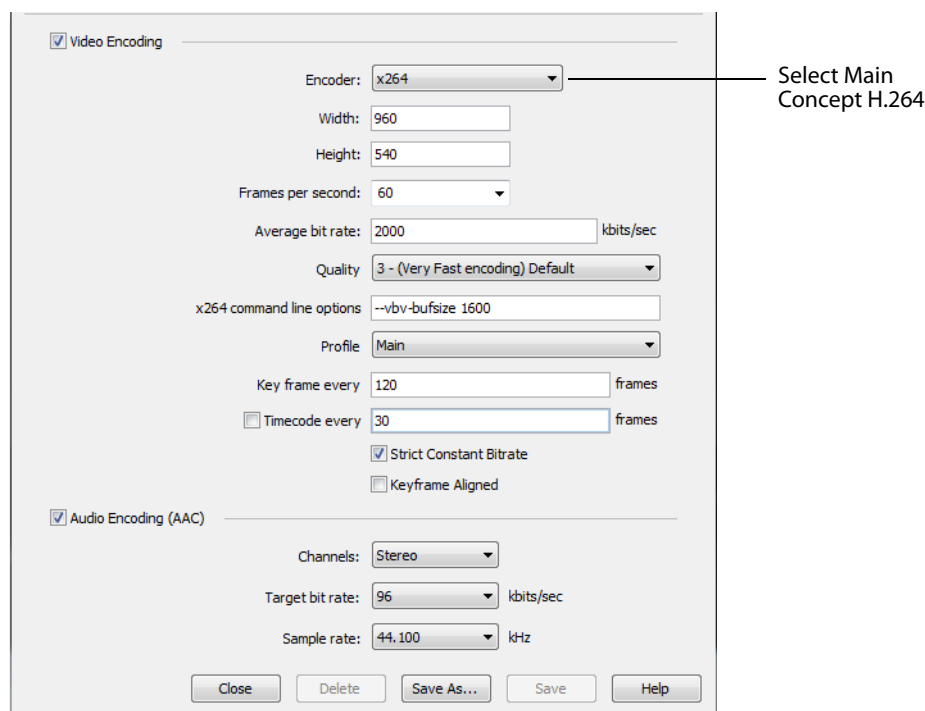 Video Encoding
Encoder: x264
Select Main
Concept H.264
Width: 960
Height: 540
Frames per second: 60
Average bit rate: 2000 kbits/sec
Quality 3 - (Very Fast encoding) Default
x264 command line options --vbv-bufsize 1600
Profile Main
Key frame every 120 frames
Timecode every 30 frames
Strict Constant Bitrate
Keyframe Aligned
Audio Encoding (AAC)
Channels: Stereo
Target bit rate: 96 kbits/sec
Sample rate: 44.100 kHz
Close Delete Save As... Save Help